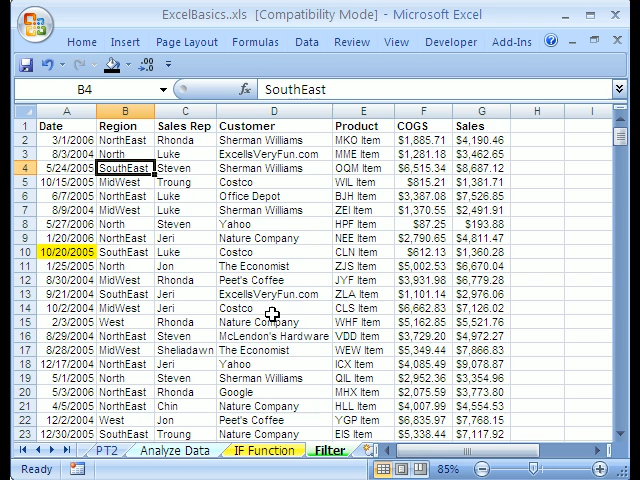 ExcelBasics..xls [Compatibility Mode] - Microsoft Excel
Home Insert Page Layout Formulas Data Review View Developer Add-Ins
B4 fx SouthEast
A B C D E F G H I
1 Date Region Sales Rep Customer Product COGS Sales
2 3/1/2006 NorthEast Rhonda Sherman Williams MKO Item $1,885.71 $4,190.46
3 8/3/2004 North Luke ExcelIsVeryFun.com MME Item $1,281.18 $3,462.65
4 5/24/2005 SouthEast Steven Sherman Williams OQM Item $6,515.34 $8,687.12
5 10/15/2005 MidWest Troung Costco WIL Item $815.21 $1,381.71
6 6/7/2005 NorthEast Luke Office Depot BJH Item $3,387.08 $7,526.85
7 8/9/2004 MidWest Luke Sherman Williams ZEI Item $1,370.55 $2,491.91
8 5/27/2006 North Steven Yahoo HPF Item $87.25 $193.88
9 1/20/2006 NorthEast Jeri Nature Company NEE Item $2,790.65 $4,811.47
10 10/20/2005 SouthEast Luke Costco CLN Item $612.13 $1,360.28
11 1/25/2005 North Jon The Economist ZJS Item $5,002.53 $6,670.04
12 8/30/2004 MidWest Rhonda Peet's Coffee JYF Item $3,931.98 $6,779.28
13 9/21/2004 SouthEast Jeri ExcelIsVeryFun.com ZLA Item $1,101.14 $2,976.06
14 10/2/2004 MidWest Jeri Costco CLS Item $6,662.83 $7,126.02
15 2/3/2005 West Rhonda Nature Company WHF Item $5,162.85 $5,521.76
16 8/29/2004 NorthEast Steven McLendon's Hardware VDD Item $3,729.20 $4,972.27
17 8/28/2005 MidWest Sheliadawn The Economist WEW Item $5,349.44 $7,866.83
18 12/17/2004 NorthEast Jeri Yahoo ICX Item $4,085.49 $9,078.87
19 5/1/2005 North Steven Sherman Williams QIL Item $2,952.36 $3,354.96
20 5/3/2006 NorthEast Rhonda Google MHX Item $2,075.59 $3,773.80
21 4/5/2006 NorthEast Chin Nature Company HLL Item $4,007.99 $4,554.53
22 12/2/2004 West Jon Peet's Coffee YGP Item $6,835.97 $7,768.15
23 12/30/2005 SouthEast Troung Nature Company EIS Item $5,338.44 $7,117.92
PT2 Analyze Data IF Function Filter
Ready 85%